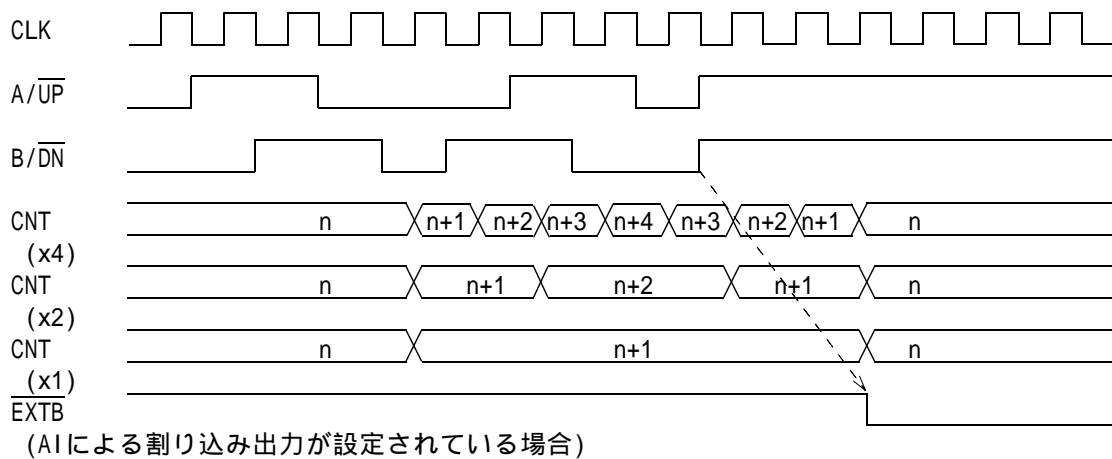 CLK
A/UP
B/DN
CNT n n+1 n+2 n+3 n+4 n+3 n+2 n+1 n
(x4)
CNT n n+1 n+2 n+1 n
(x2)
CNT n n+1 n
(x1)
EXTB
(AIによる割り込み出力が設定されている場合)